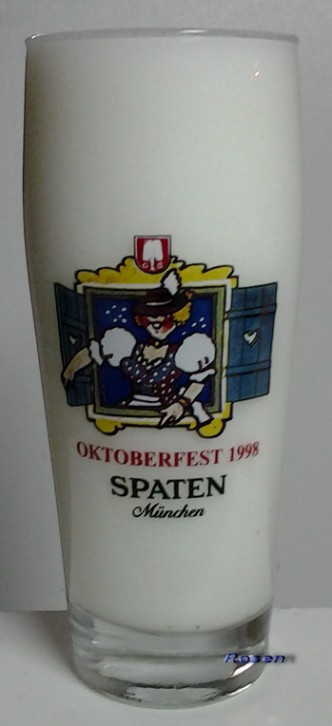 OKTOBERFEST 1998
SPATEN
München
Rosen